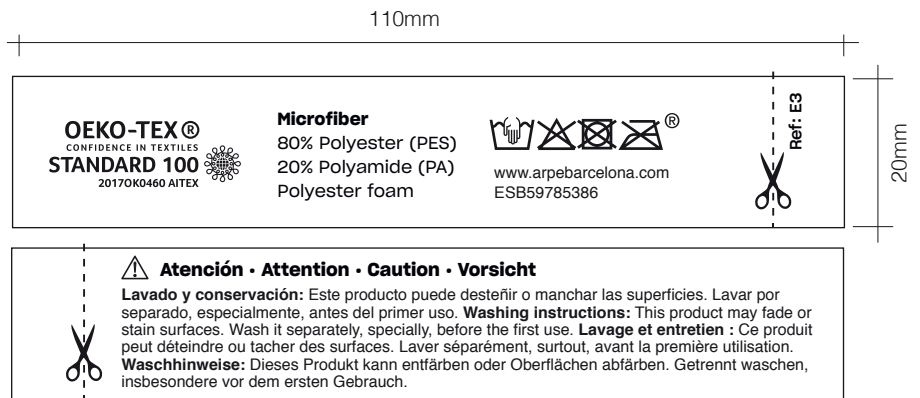 110mm
OEKO-TEX®
CONFIDENCE IN TEXTILES
STANDARD 100
2017OK0460 AITEX
Microfiber
80% Polyester (PES)
20% Polyamide (PA)
Polyester foam
®
www.arpebarcelona.com
ESB59785386
Ref: E3
20mm
Atención · Attention · Caution · Vorsicht
Lavado y conservación: Este producto puede desteñir o manchar las superficies. Lavar por
separado, especialmente, antes del primer uso. Washing instructions: This product may fade or
stain surfaces. Wash it separately, specially, before the first use. Lavage et entretien : Ce produit
peut déteindre ou tacher des surfaces. Laver séparément, surtout, avant la première utilisation.
Waschhinweise: Dieses Produkt kann entfärben oder Oberflächen abfärben. Getrennt waschen,
insbesondere vor dem ersten Gebrauch.